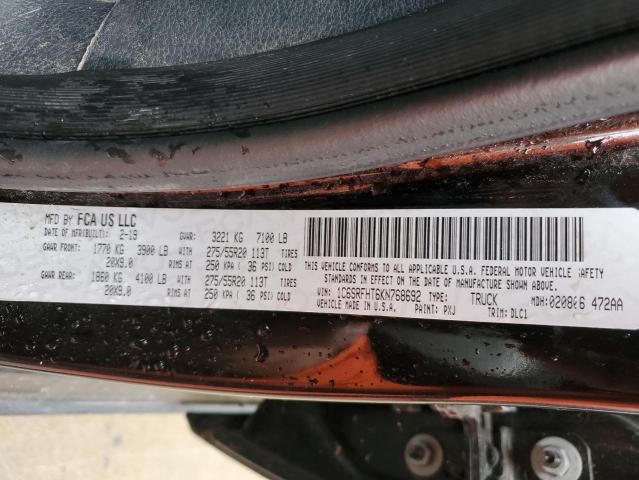 MFD BY FCA US LLC
DATE OF MFR(BUILT): 2-19 GVWR: 3221 KG 7100 LB
GAWR FRONT: 1770 KG 3900 LB WITH 275/55R20 113T TIRES
20X9.0 RIMS AT 250 KPA ( 36 PSI) COLD
GAWR REAR: 1860 KG 4100 LB WITH 275/55R20 113T TIRES
20X9.0 RIMS AT 250 KPA ( 36 PSI) COLD
THIS VEHICLE CONFORMS TO ALL APPLICABLE U.S.A. FEDERAL MOTOR VEHICLE SAFETY
STANDARDS IN EFFECT ON THE DATE OF MANUFACTURE SHOWN ABOVE.
VIN: 1C6SRFHT6KN768692 TYPE: TRUCK MDH: 020806 472AA
MADE IN U.S.A. PAINT: PXJ TRIM: DLC1